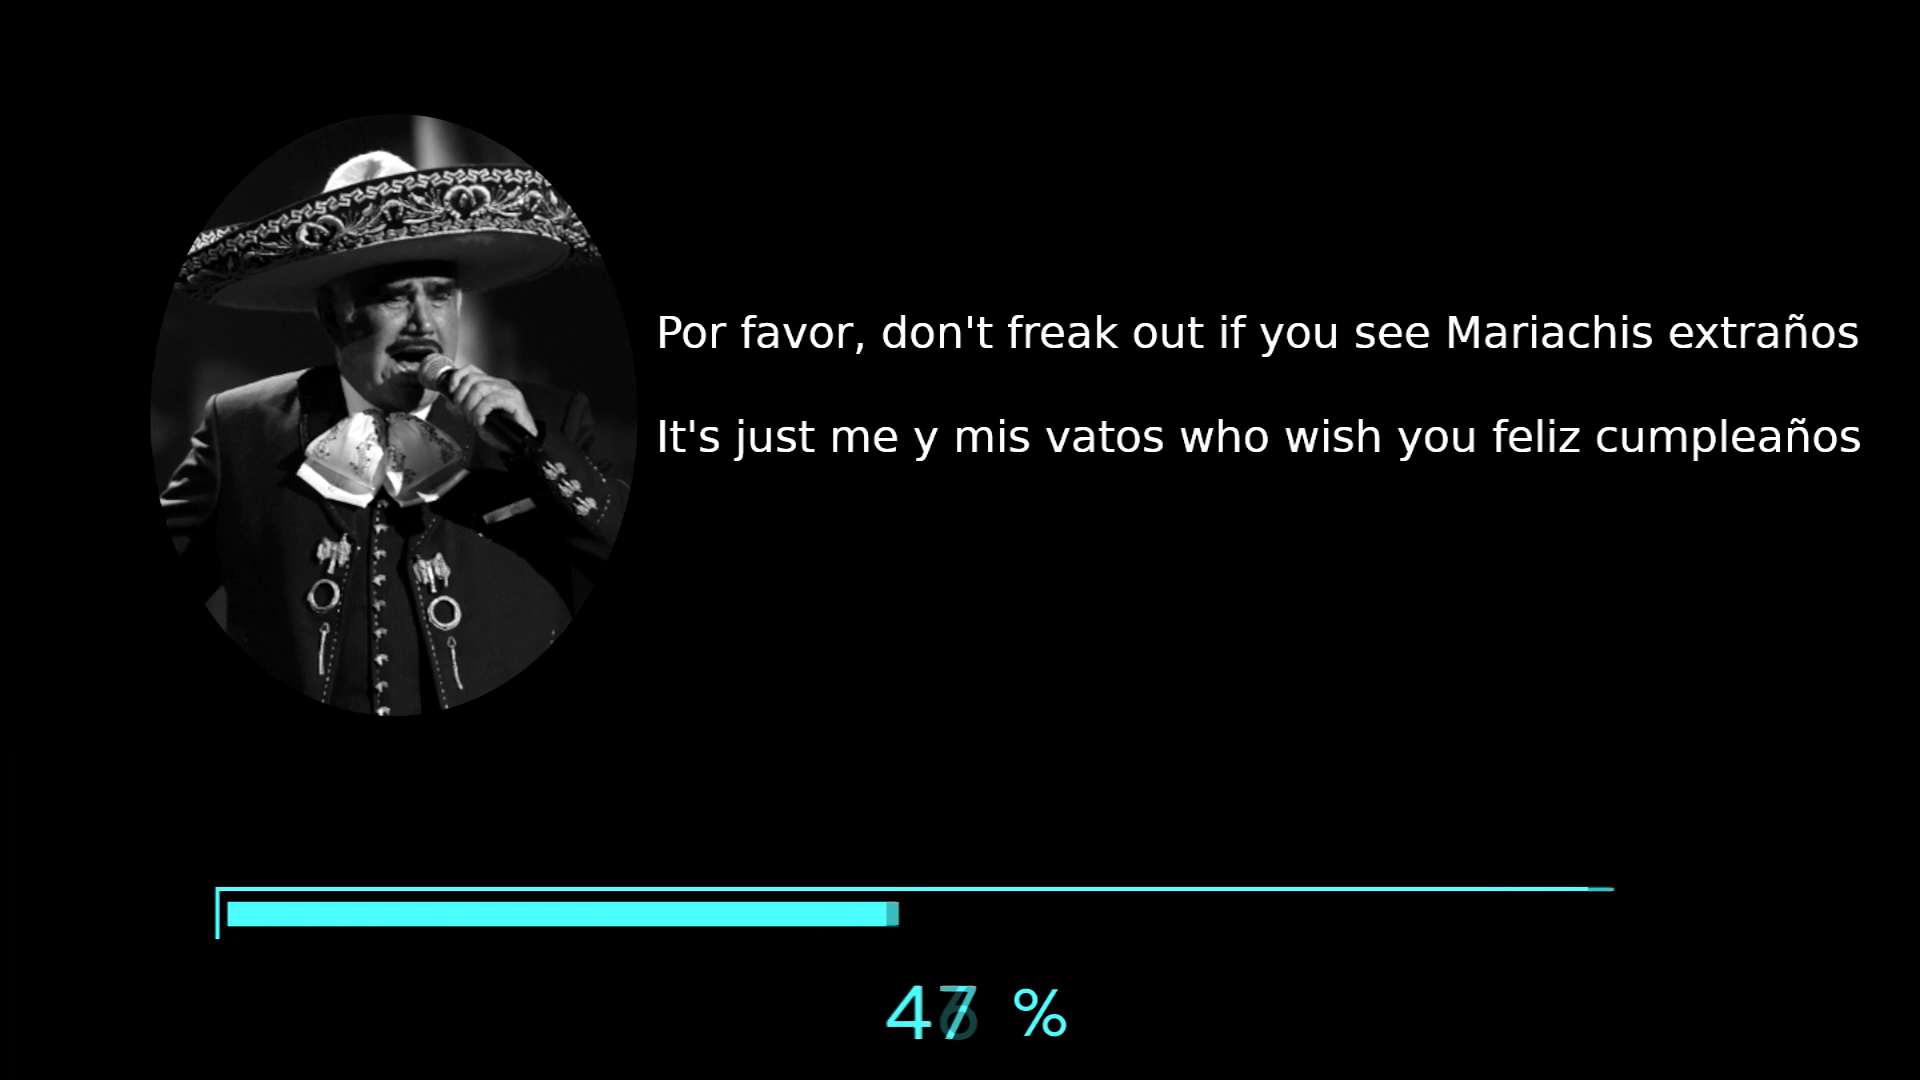 Por favor, don't freak out if you see Mariachis extraños
It's just me y mis vatos who wish you feliz cumpleaños
47 %